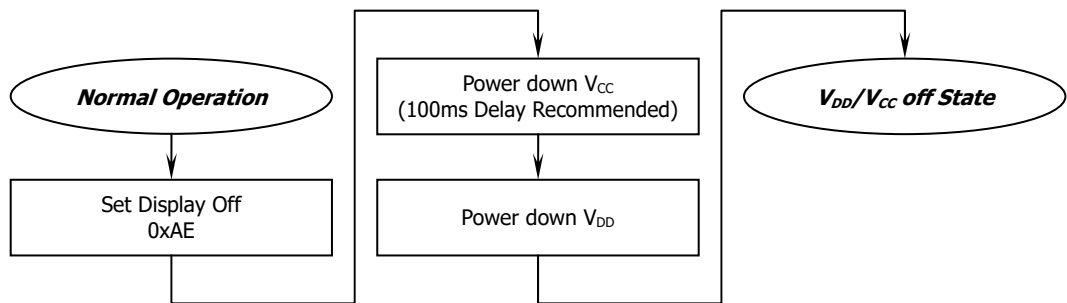 Normal Operation
Set Display Off
0xAE
Power down VCC
(100ms Delay Recommended)
Power down VDD
VDD/VCC off State